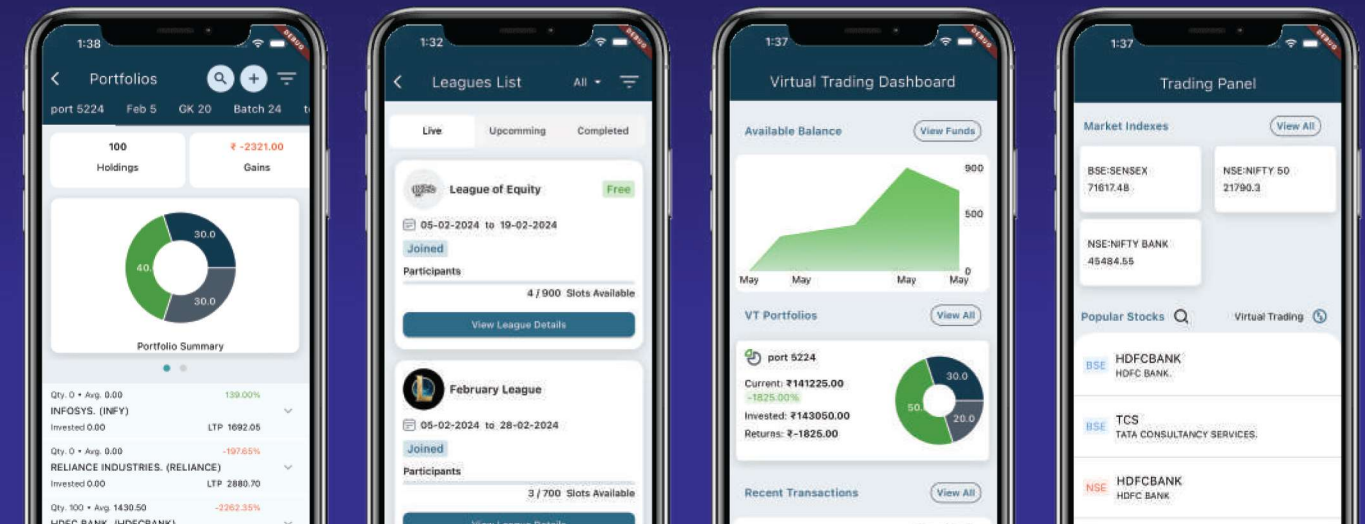 1:38
DEBUG
Portfolios
port 5224 Feb 5 GK 20 Batch 24
100
Holdings
₹ -2321.00
Gains
30.0
40.
30.0
Portfolio Summary
Qty. 0 • Avg. 0.00 139.00%
INFOSYS. (INFY)
Invested 0.00 LTP 1692.05
Qty. 0 • Avg. 0.00 -197.65%
RELIANCE INDUSTRIES. (RELIANCE)
Invested 0.00 LTP 2880.70
Qty. 100 • Avg. 1430.50 -2262.35%
HDFC BANK. (HDFCBANK)
1:32
DEBUG
Leagues List All
Live Upcomming Completed
League of Equity Free
05-02-2024 to 19-02-2024
Joined
Participants
4 / 900 Slots Available
View League Details
February League
05-02-2024 to 28-02-2024
Joined
Participants
3 / 700 Slots Available
View League Details
1:37
DEBUG
Virtual Trading Dashboard
Available Balance View Funds
900
500
0
May May May May
VT Portfolios View All
port 5224
Current: ₹141225.00
-1825.00%
Invested: ₹143050.00
Returns: ₹-1825.00
30.0
50.
20.0
Recent Transactions View All
1:37
DEBUG
Trading Panel
Market Indexes View All
BSE:SENSEX
71617.48
NSE:NIFTY 50
21790.3
NSE:NIFTY BANK
45484.55
Popular Stocks Virtual Trading
BSE HDFCBANK
HDFC BANK.
BSE TCS
TATA CONSULTANCY SERVICES.
NSE HDFCBANK
HDFC BANK